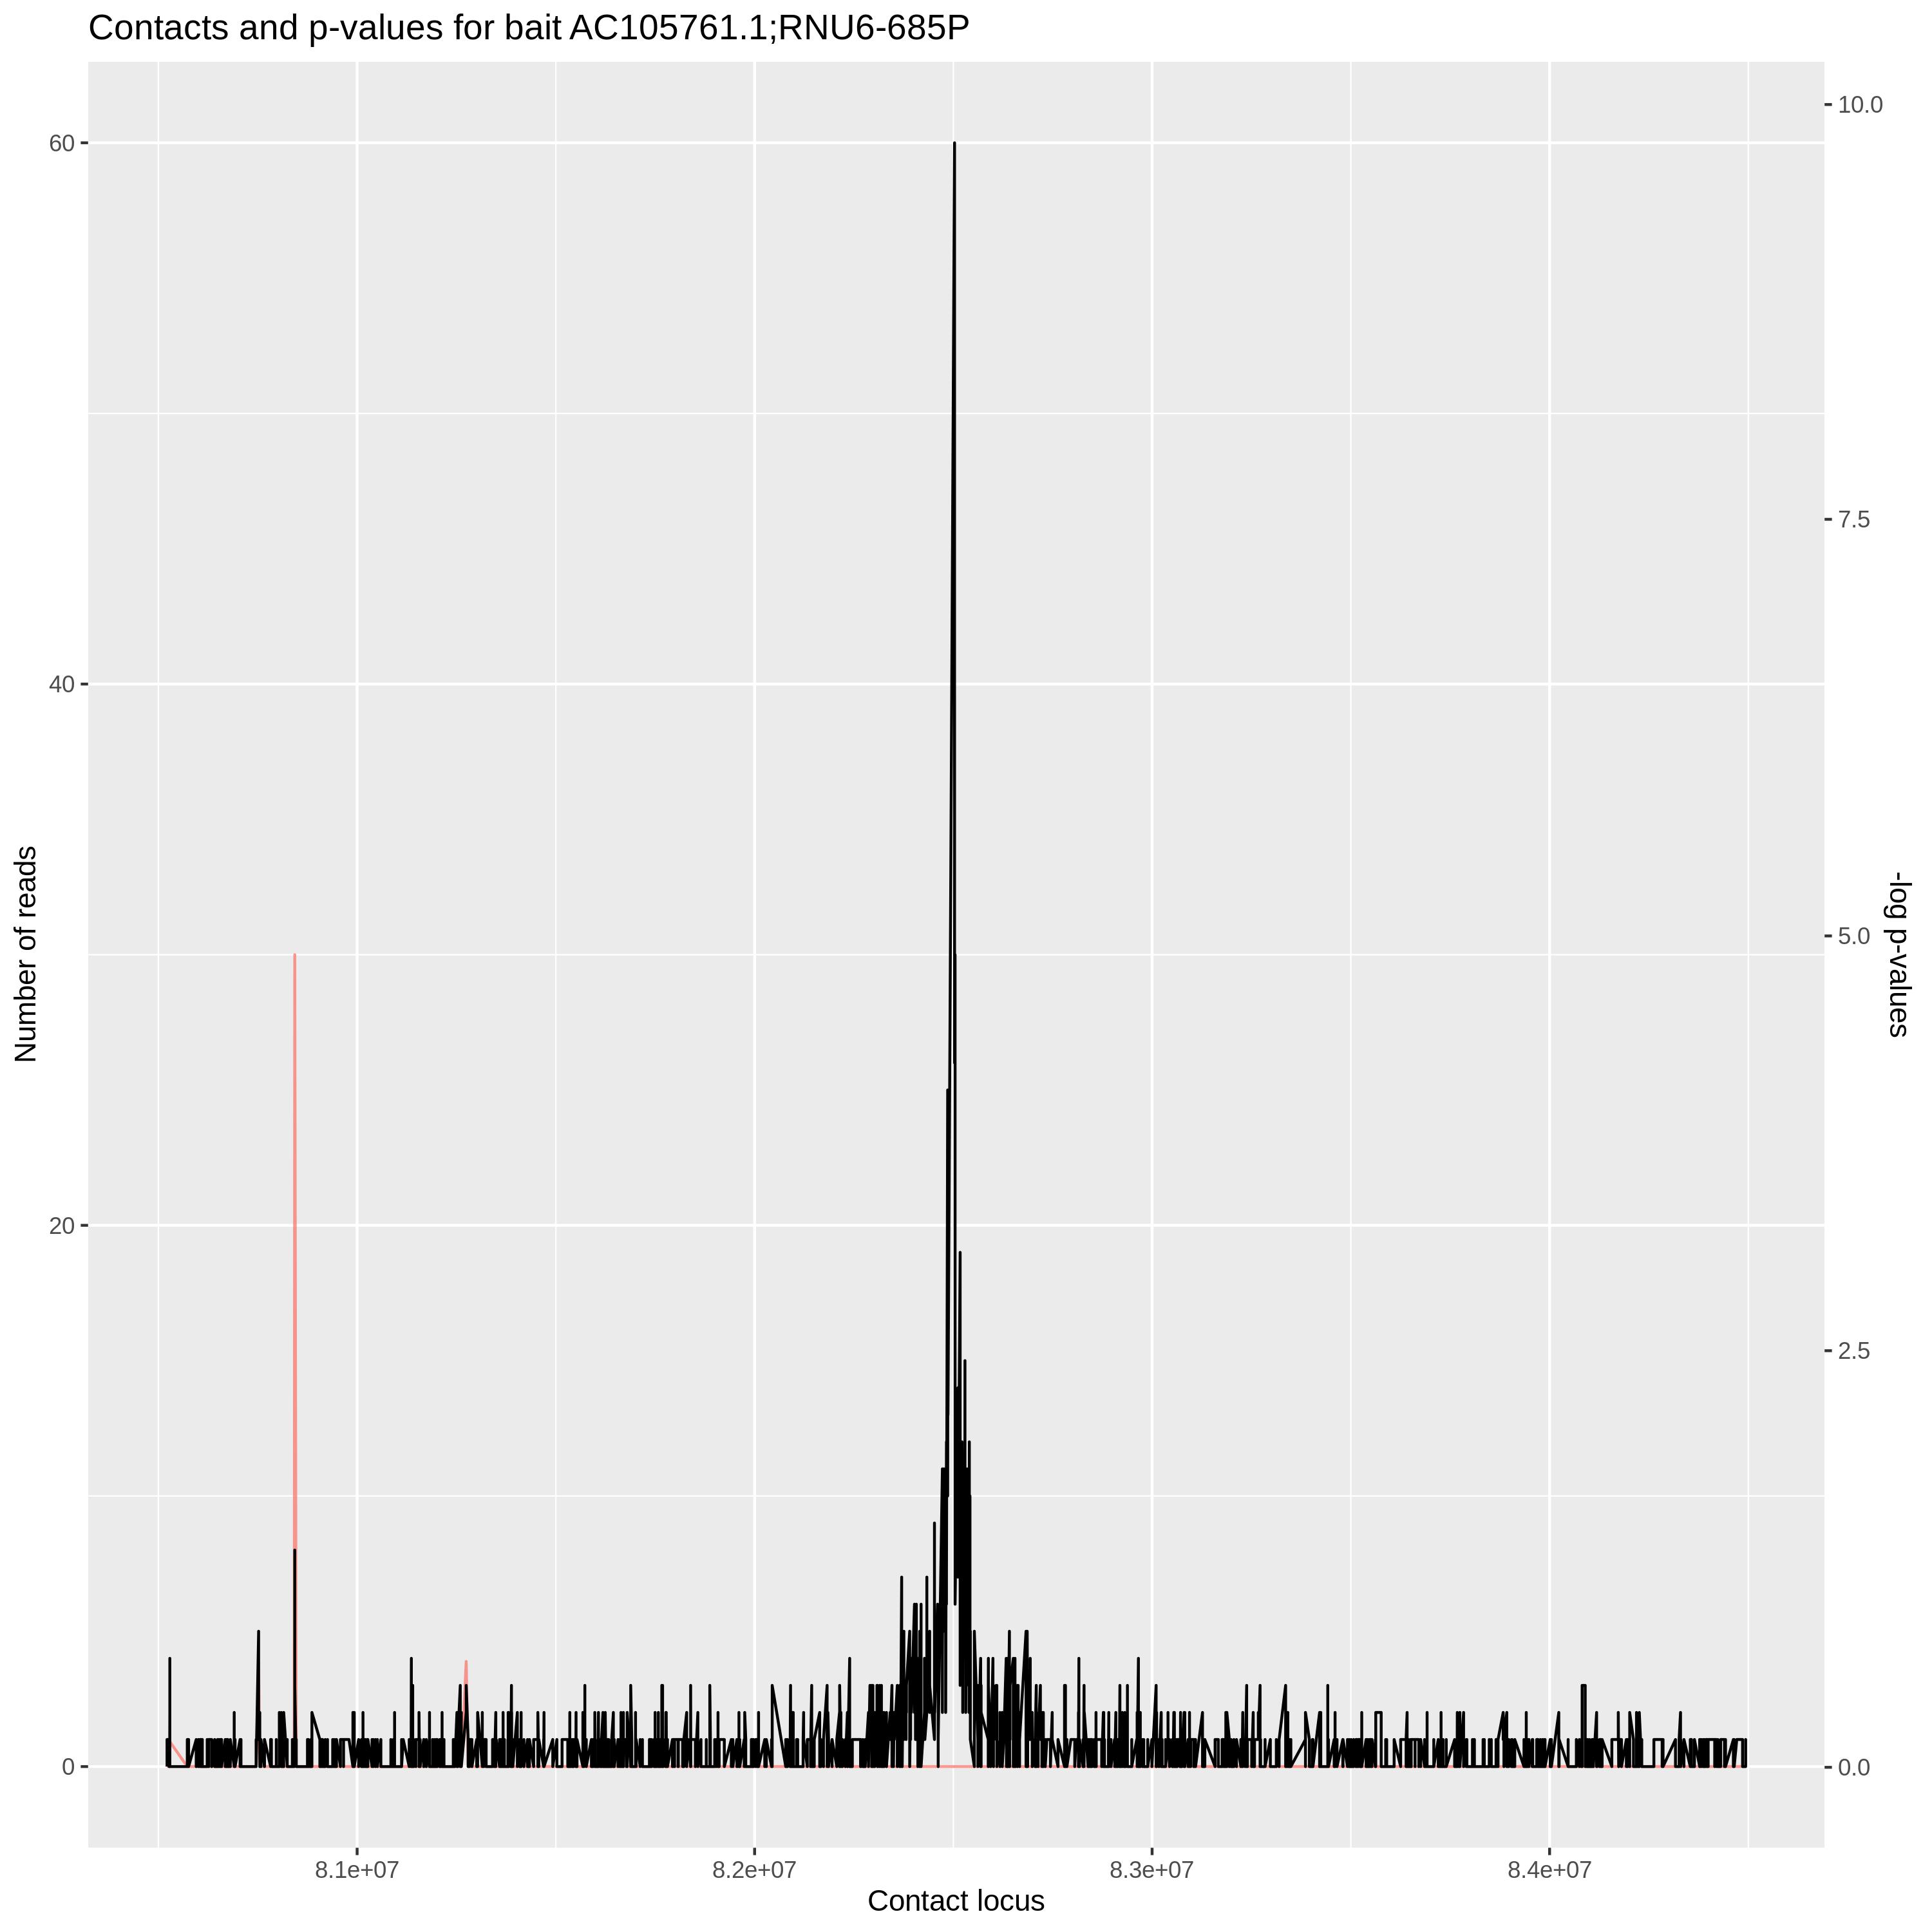 Contacts and p-values for bait AC105761.1;RNU6-685P
60
40
20
0
Number of reads
10.0
7.5
5.0
2.5
0.0
-log p-values
8.1e+07
8.2e+07
8.3e+07
8.4e+07
Contact locus